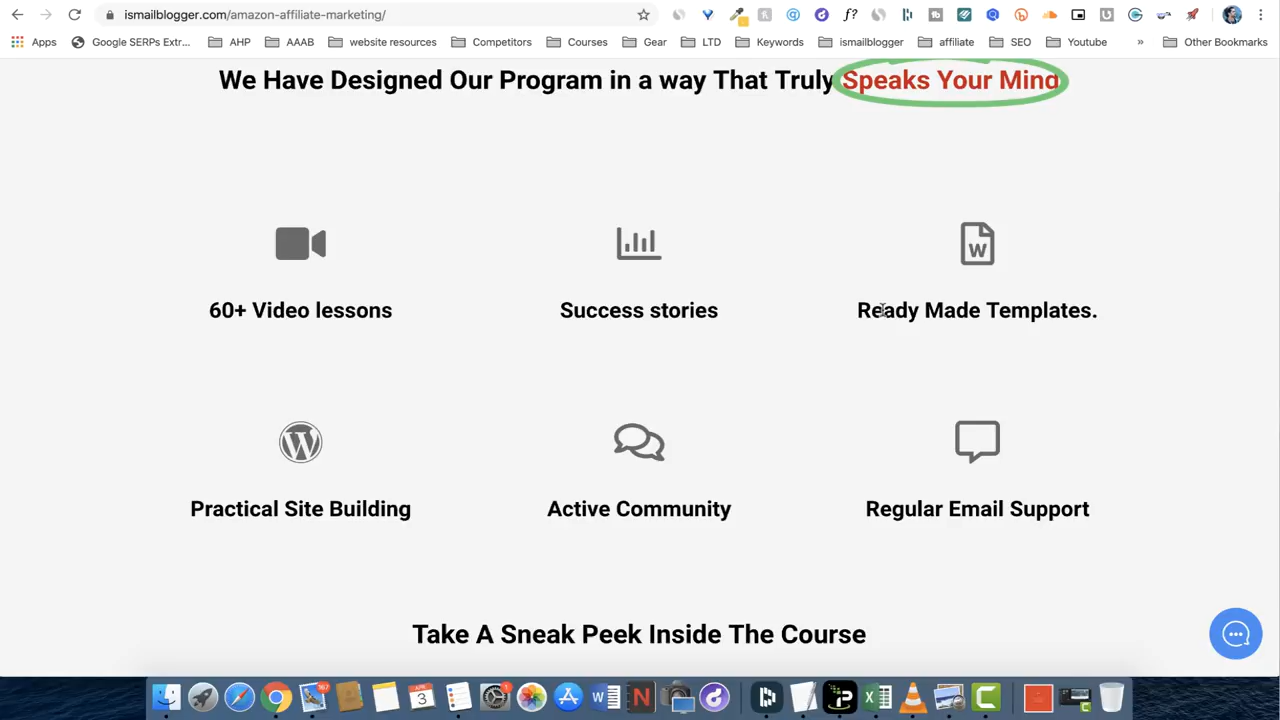 ismailblogger.com/amazon-affiliate-marketing/
Apps
Google SERPs Extr...
AHP
AAAB
website resources
Competitors
Courses
Gear
LTD
Keywords
ismailblogger
affiliate
SEO
Youtube
»
Other Bookmarks
We Have Designed Our Program in a way That Truly Speaks Your Mind
60+ Video lessons
Success stories
Ready Made Templates.
Practical Site Building
Active Community
Regular Email Support
Take A Sneak Peek Inside The Course
APR
3